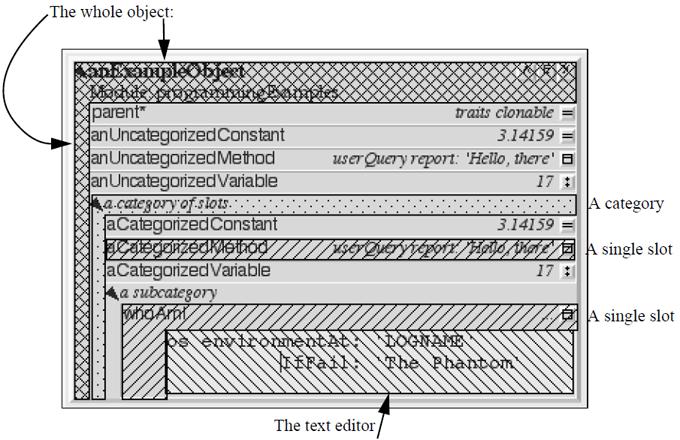 The whole object:
anExampleObject
Module: programmingExamples
parent* traits clonable =
anUncategorizedConstant 3.14159 =
anUncategorizedMethod userQuery report: 'Hello, there'
anUncategorizedVariable 17 :
a category of slots A category
aCategorizedConstant 3.14159 =
aCategorizedMethod userQuery report: 'Hello, there' A single slot
aCategorizedVariable 17 :
a subcategory
whoAmI ... A single slot
os environmentAt: 'LOGNAME'
IfFail: 'The Phantom'
The text editor